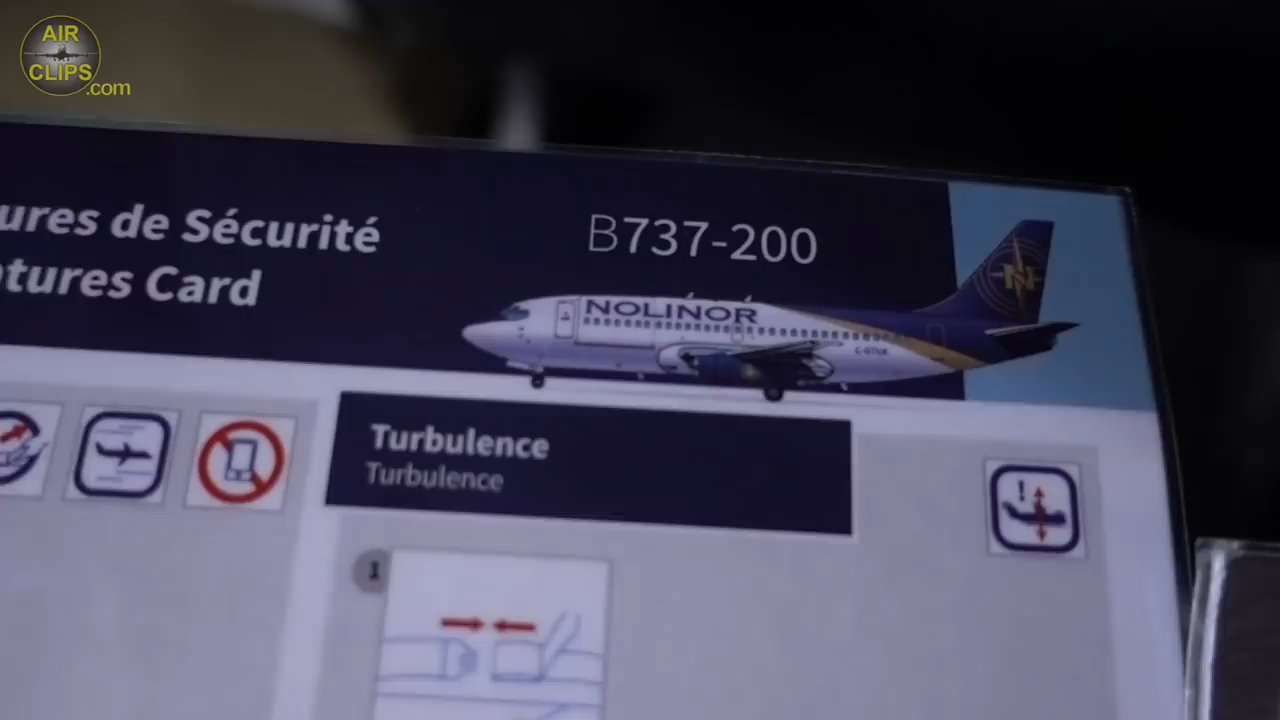 AIR
CLIPS
.com
ures de Sécurité
atures Card
B737-200
NOLINOR
N
Turbulence
Turbulence
!
1